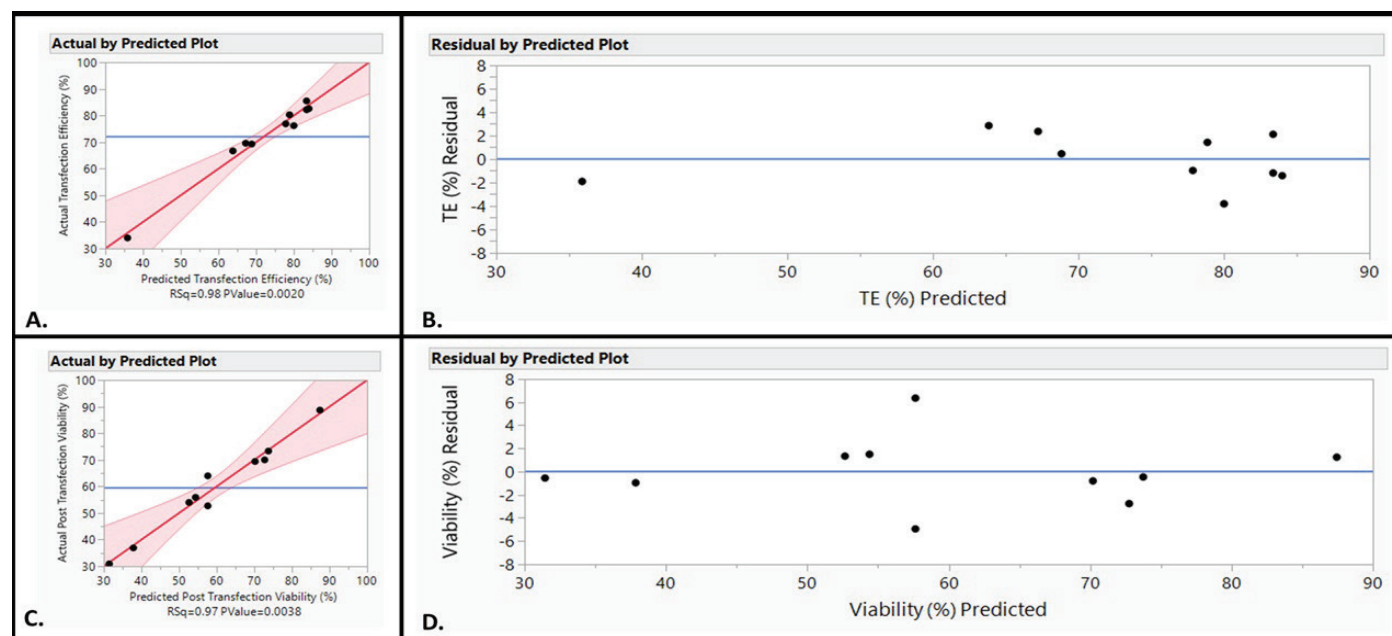 Actual by Predicted Plot
Actual Transfection Efficiency (%)
100
90
80
70
60
50
40
30
30 40 50 60 70 80 90 100
Predicted Transfection Efficiency (%)
RSq=0.98 PValue=0.0020
A.
Residual by Predicted Plot
TE (%) Residual
8
6
4
2
0
-2
-4
-6
-8
30 40 50 60 70 80 90
TE (%) Predicted
B.
Actual by Predicted Plot
Actual Post Transfection Viability (%)
100
90
80
70
60
50
40
30
30 40 50 60 70 80 90 100
Predicted Post Transfection Viability (%)
RSq=0.97 PValue=0.0038
C.
Residual by Predicted Plot
Viability (%) Residual
8
6
4
2
0
-2
-4
-6
-8
30 40 50 60 70 80 90
Viability (%) Predicted
D.